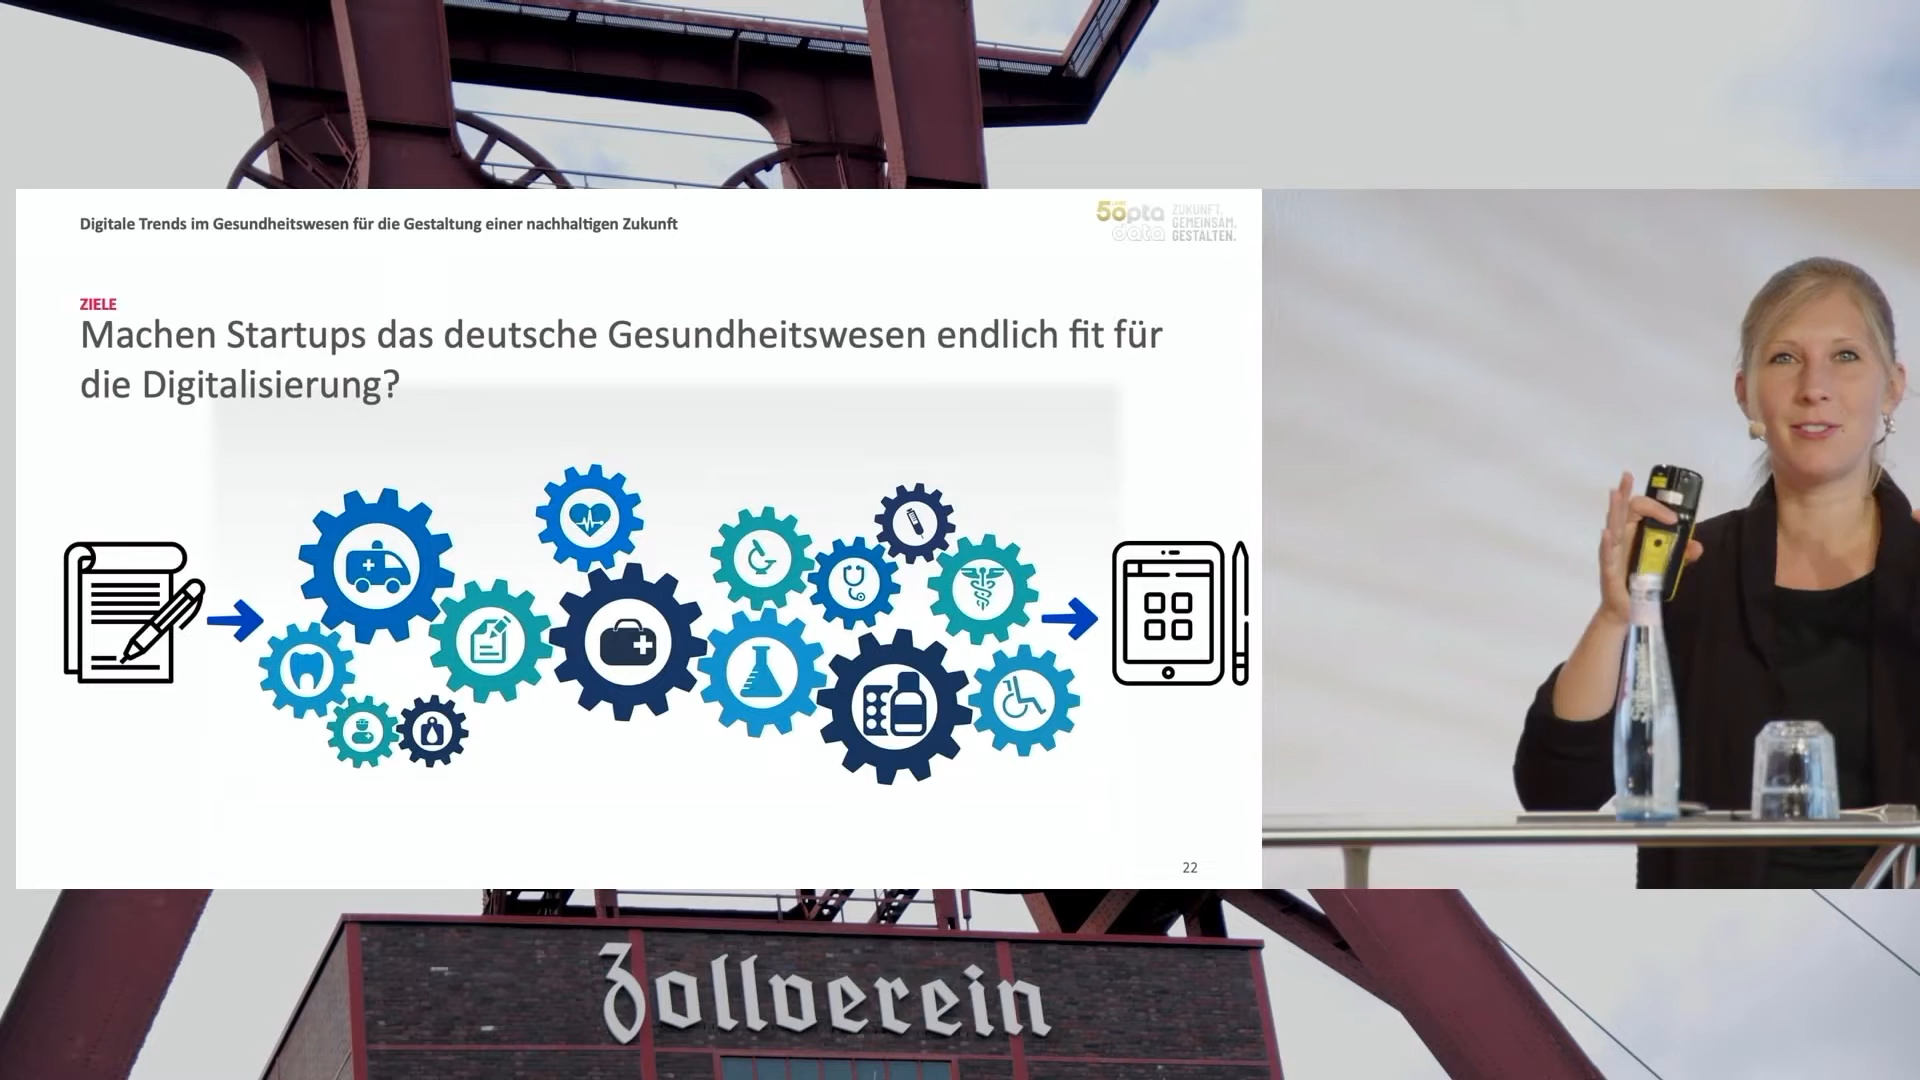 Digitale Trends im Gesundheitswesen für die Gestaltung einer nachhaltigen Zukunft
50 pta
data
ZUKUNFT.
GEMEINSAM.
GESTALTEN.
ZIELE
Machen Startups das deutsche Gesundheitswesen endlich fit für
die Digitalisierung?
22
Zollverein